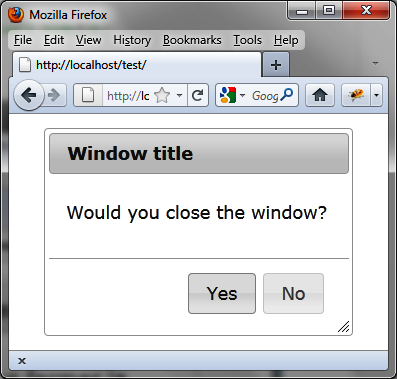 Mozilla Firefox
File Edit View History Bookmarks Tools Help
http://localhost/test/
http://lc Goog
Window title
Would you close the window?
Yes No
x